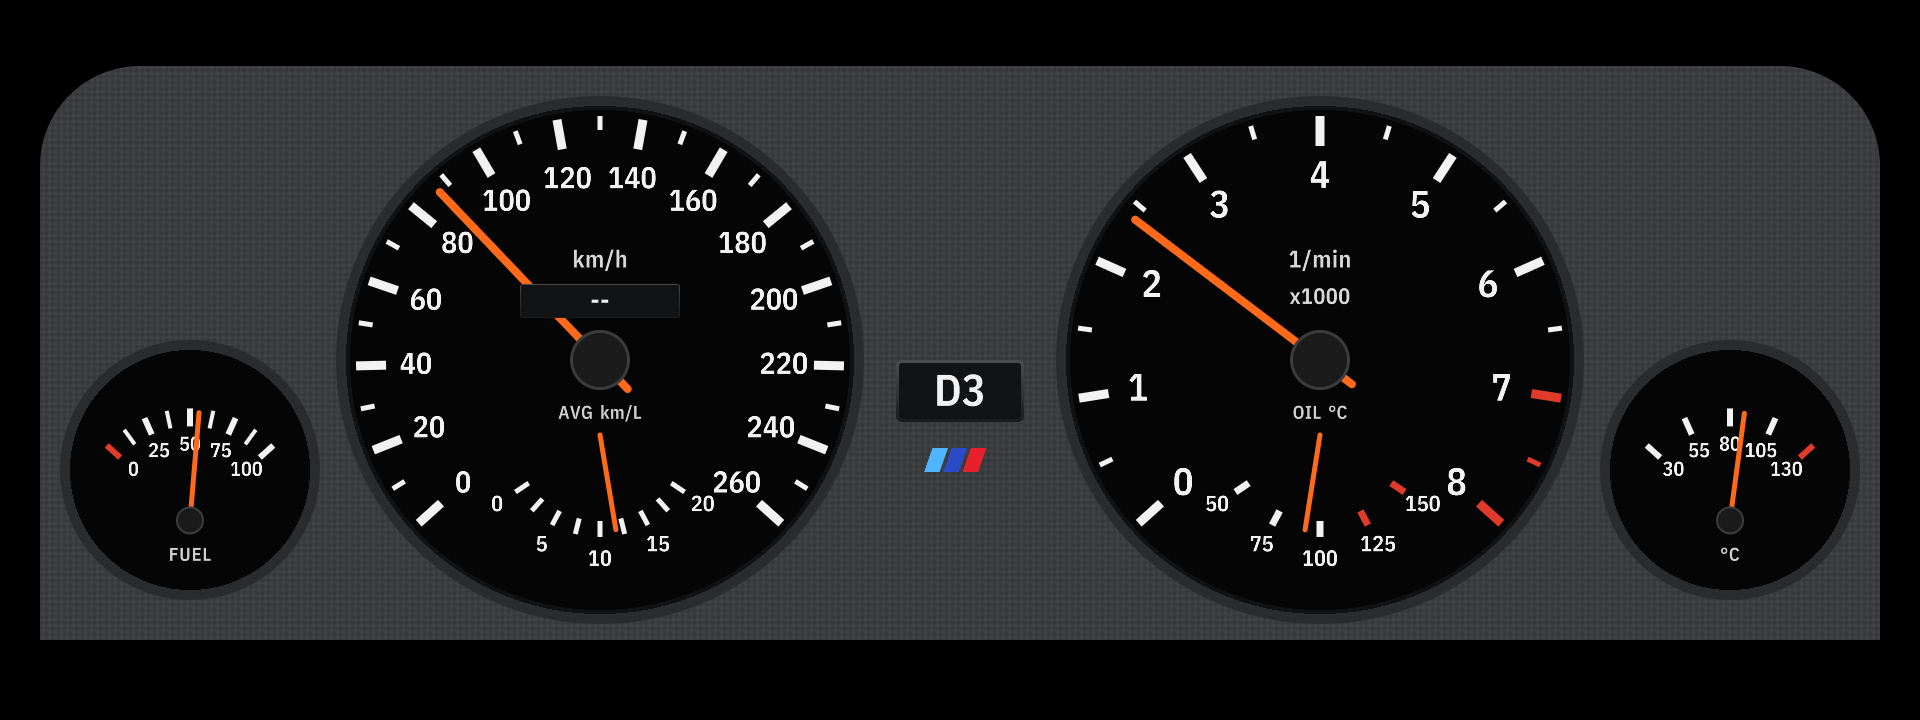 0 25 50 75 100
FUEL
0 20 40 60 80 100 120 140 160 180 200 220 240 260
km/h
--
AVG km/L
0 5 10 15 20
D3
0 1 2 3 4 5 6 7 8
1/min
x1000
OIL °C
50 75 100 125 150
30 55 80 105 130
°C